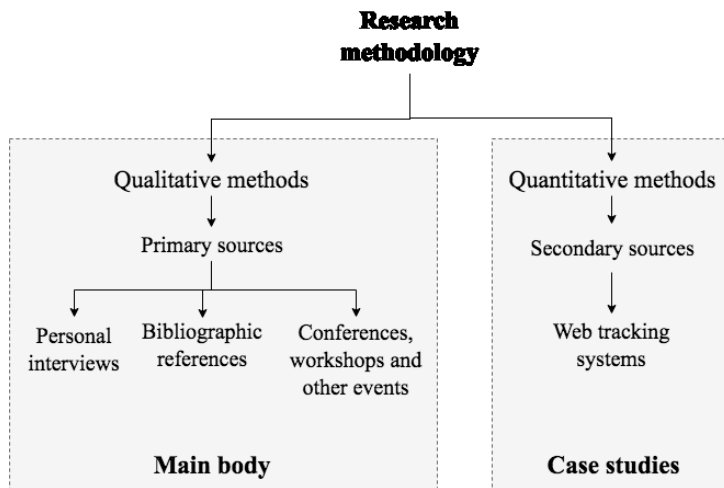 Research
methodology
Qualitative methods
Primary sources
Personal
interviews
Bibliographic
references
Conferences,
workshops and
other events
Main body
Quantitative methods
Secondary sources
Web tracking
systems
Case studies